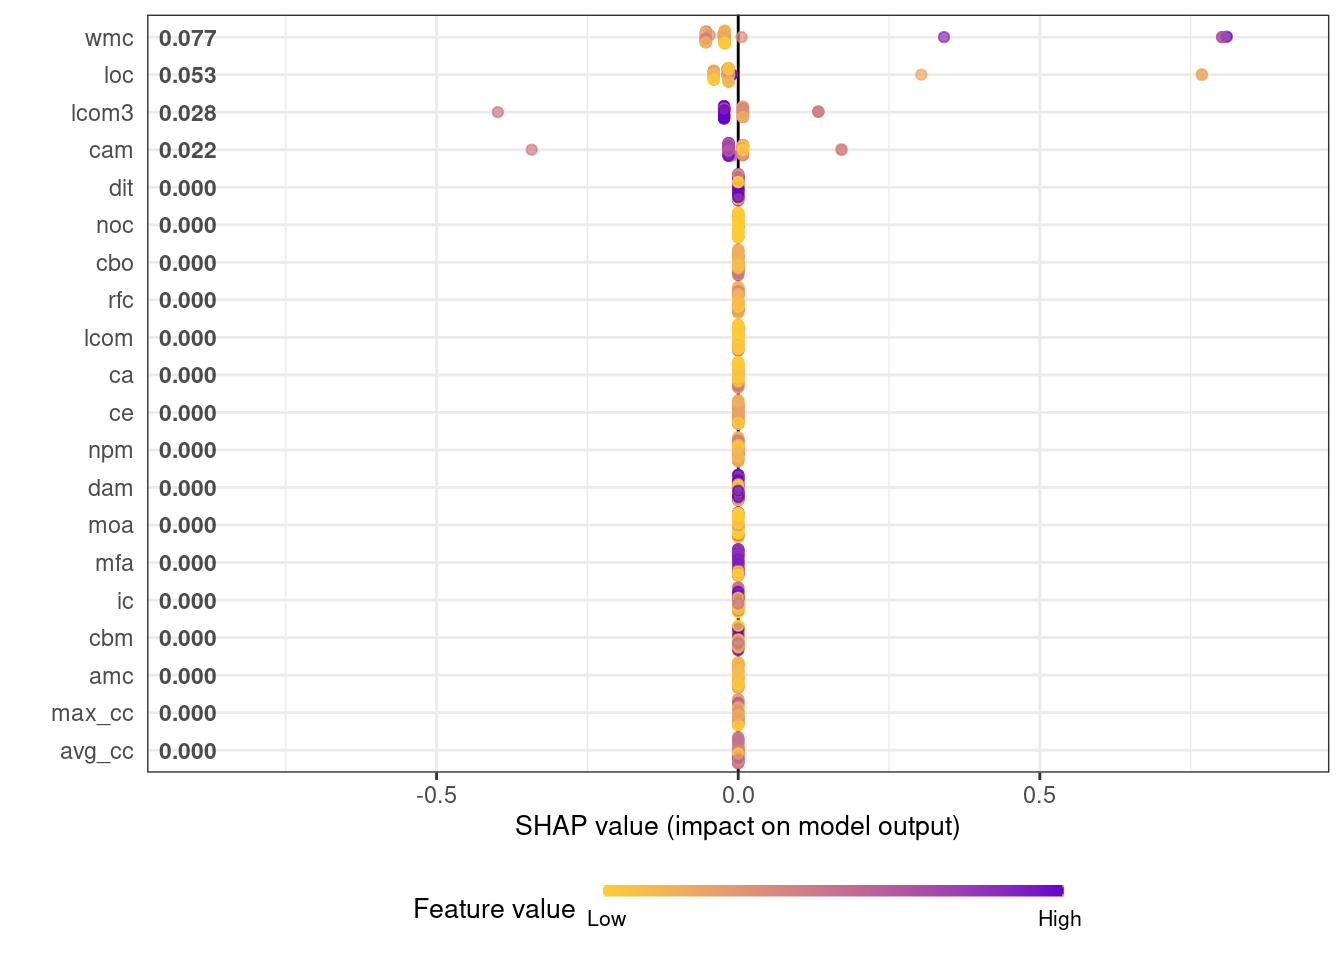 wmc 0.077
loc 0.053
lcom3 0.028
cam 0.022
dit 0.000
noc 0.000
cbo 0.000
rfc 0.000
lcom 0.000
ca 0.000
ce 0.000
npm 0.000
dam 0.000
moa 0.000
mfa 0.000
ic 0.000
cbm 0.000
amc 0.000
max_cc 0.000
avg_cc 0.000
-0.5 0.0 0.5
SHAP value (impact on model output)
Feature value
Low High